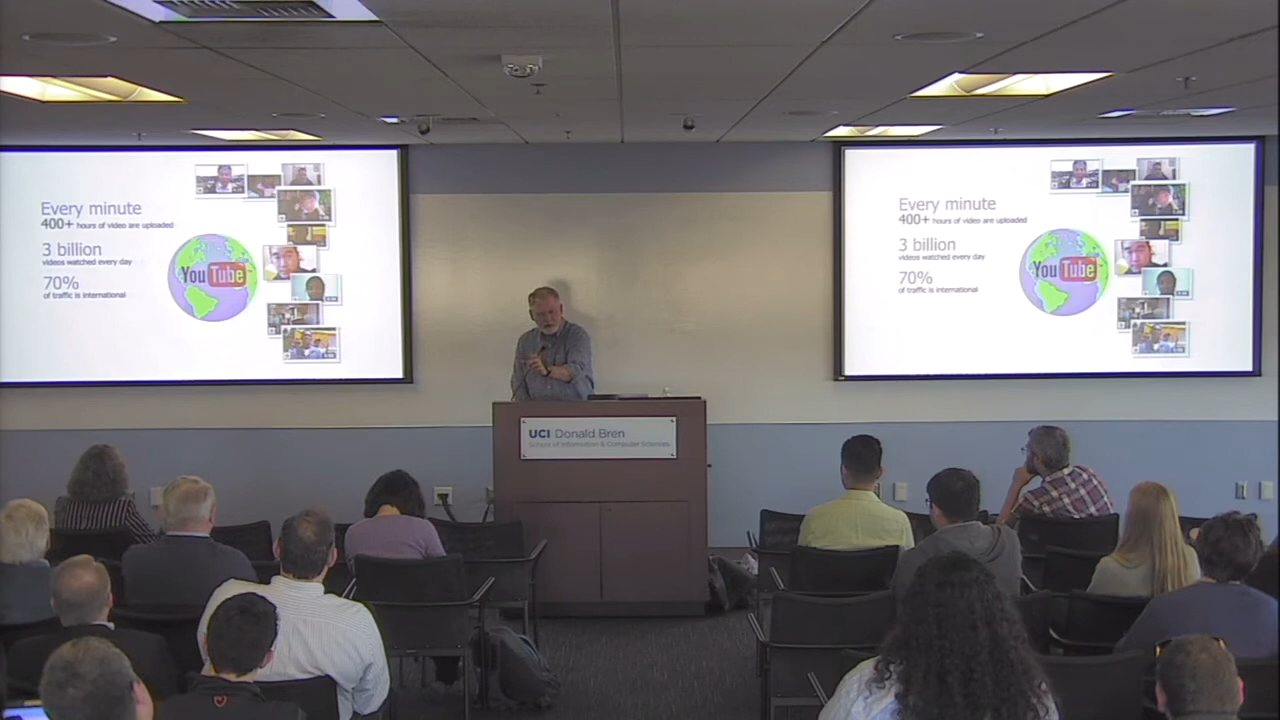 Every minute
400+ hours of video are uploaded
3 billion
videos watched every day
70%
of traffic is international
YouTube
UCI Donald Bren
School of Information & Computer Sciences
Every minute
400+ hours of video are uploaded
3 billion
videos watched every day
70%
of traffic is international
YouTube